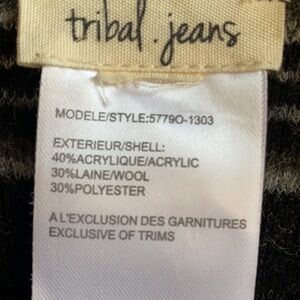 tribal.jeans
MODELE/STYLE:5779O-1303
EXTERIEUR/SHELL:
40%ACRYLIQUE/ACRYLIC
30%LAINE/WOOL
30%POLYESTER
A L'EXCLUSION DES GARNITURES
EXCLUSIVE OF TRIMS